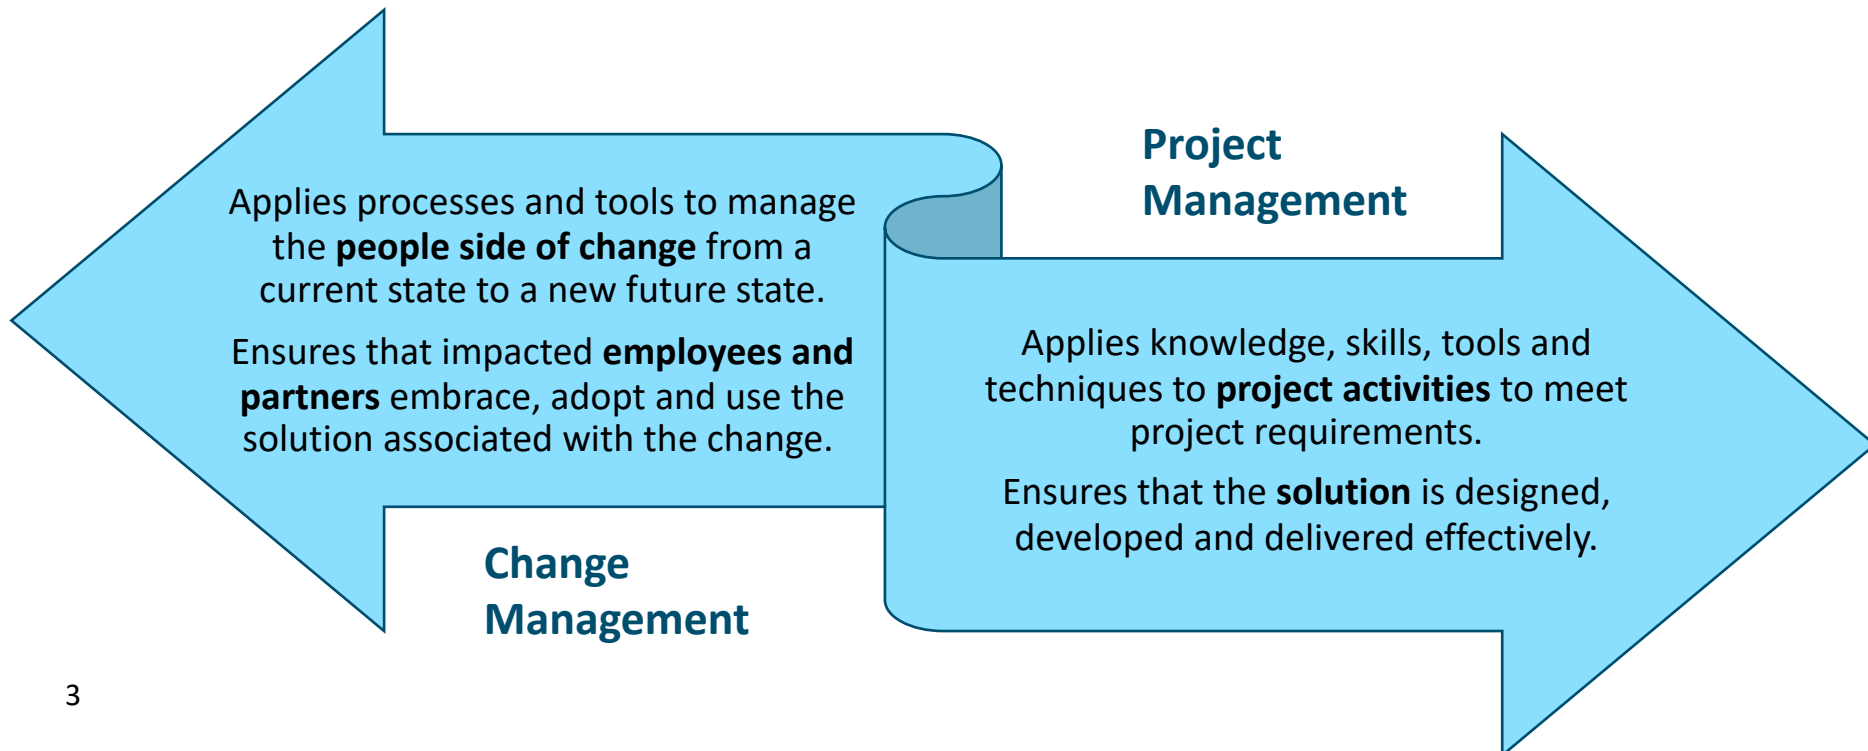 Applies processes and tools to manage
the people side of change from a
current state to a new future state.
Ensures that impacted employees and
partners embrace, adopt and use the
solution associated with the change.
Change
Management
Project
Management
Applies knowledge, skills, tools and
techniques to project activities to meet
project requirements.
Ensures that the solution is designed,
developed and delivered effectively.
3